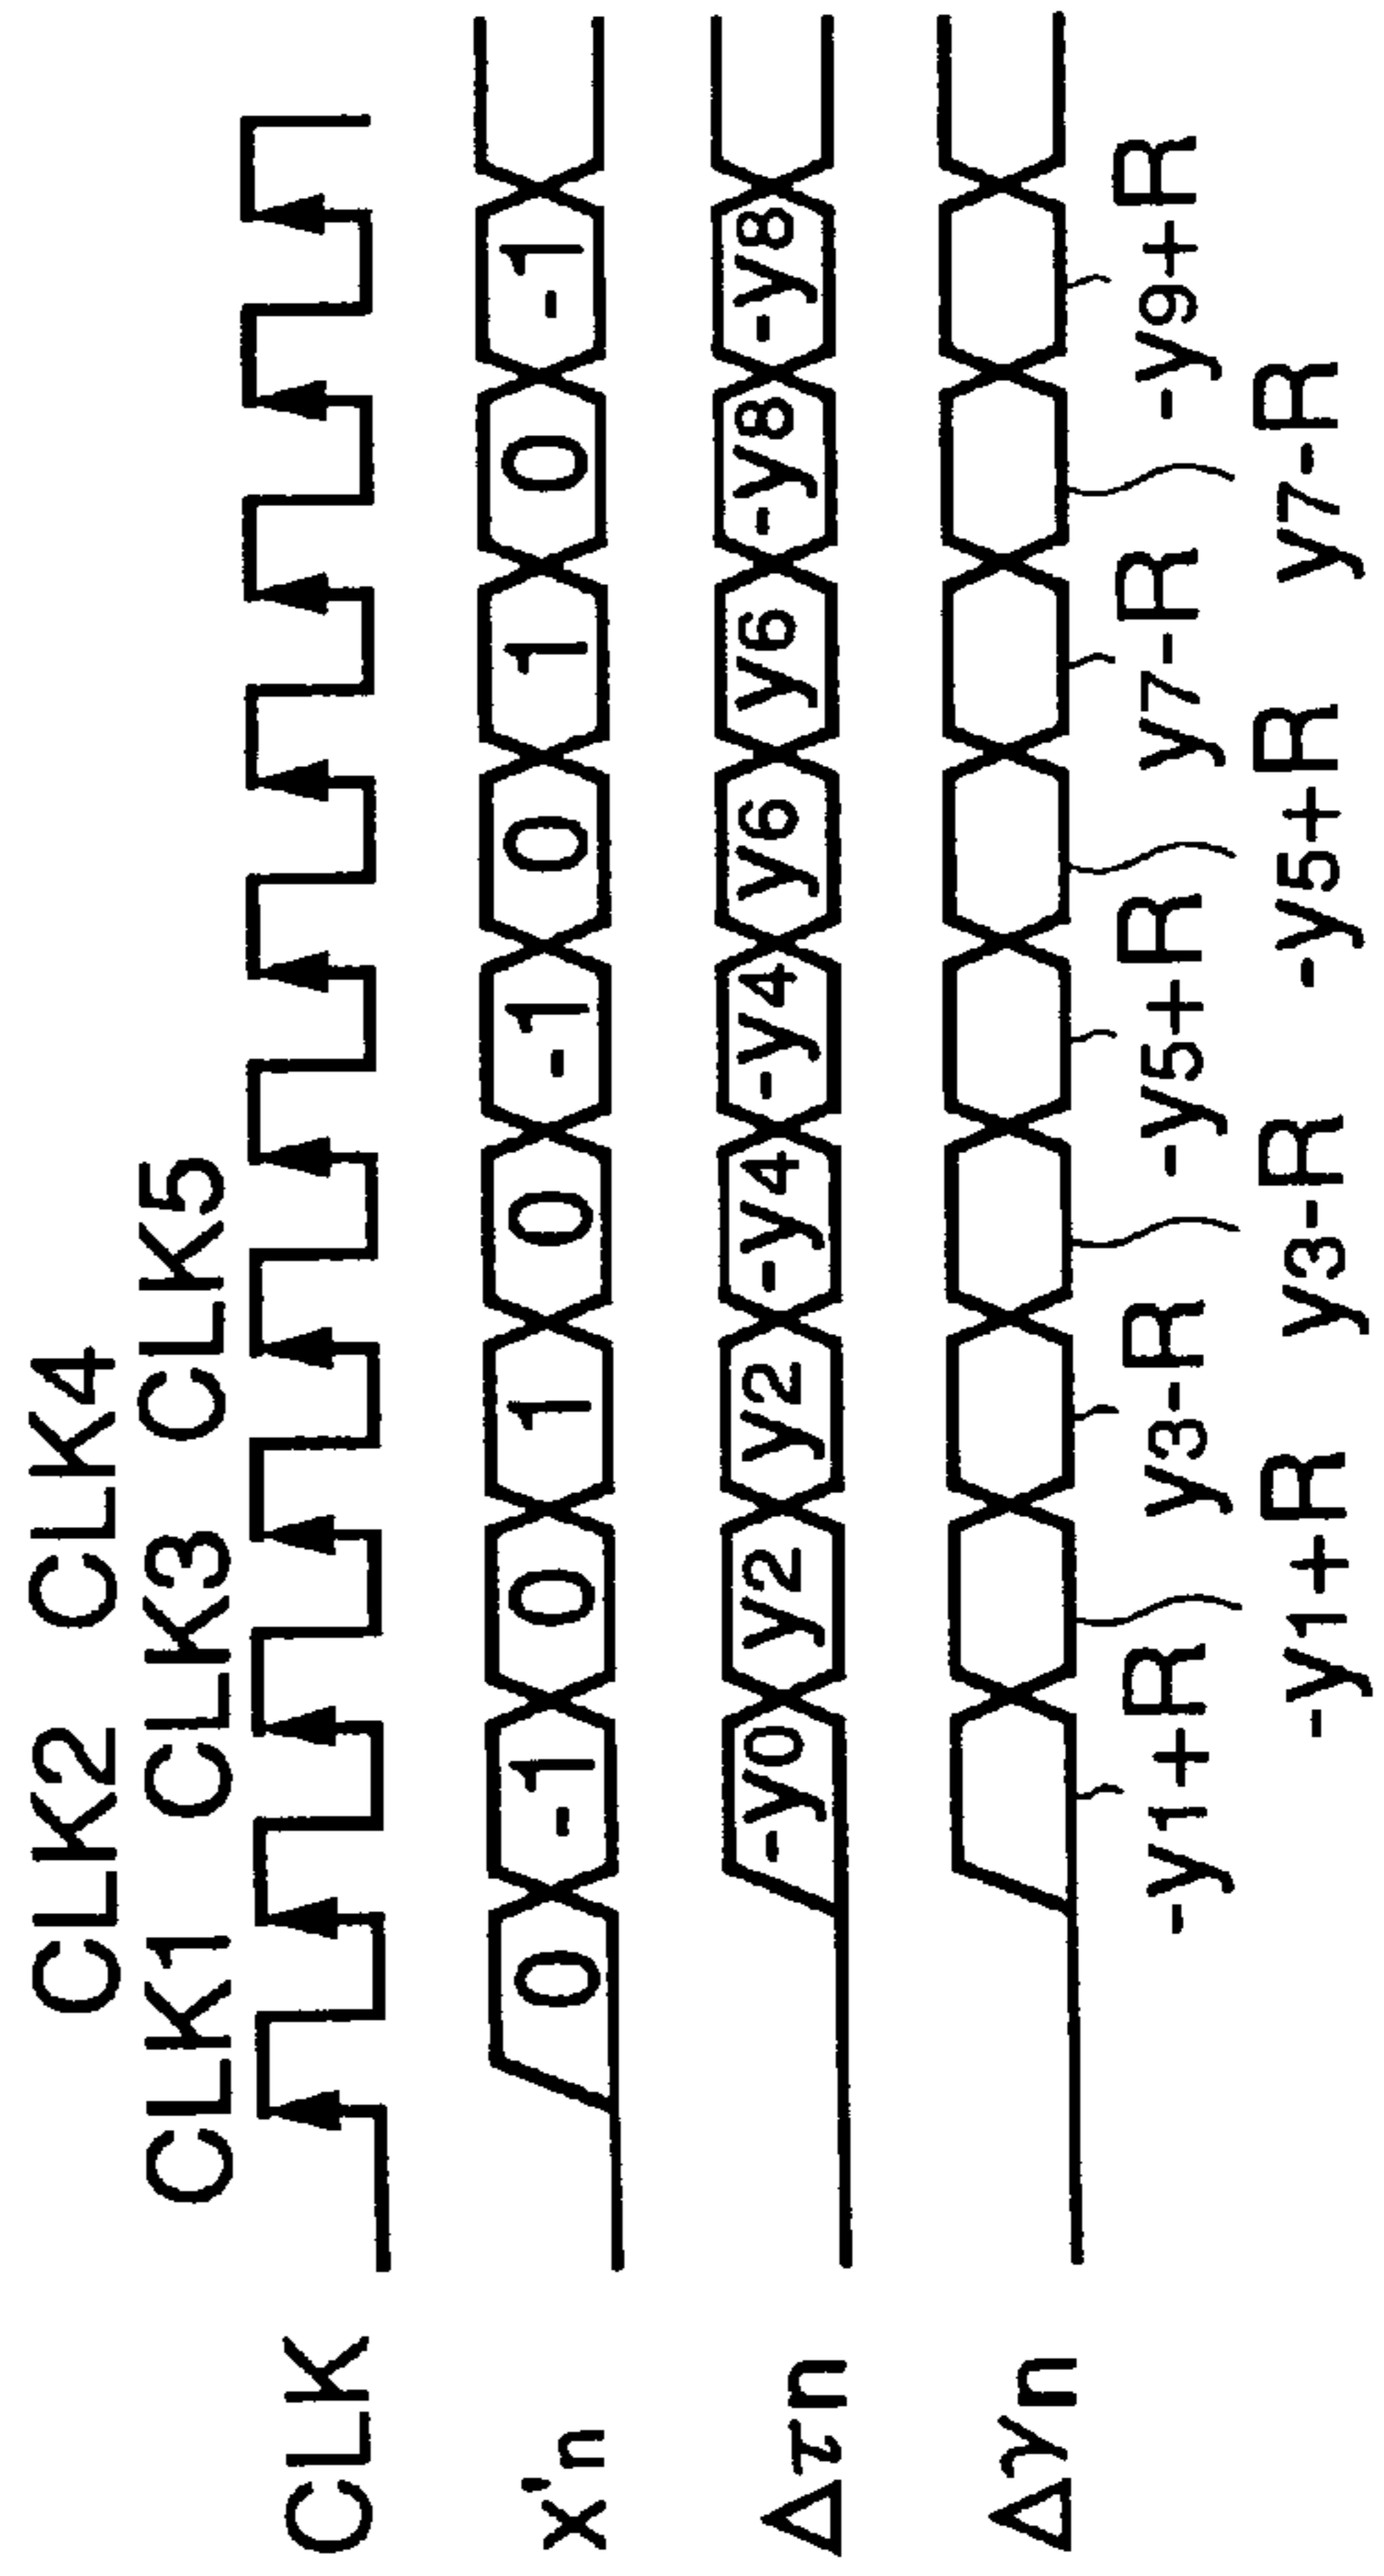 CLK2 CLK4
CLK1 CLK3 CLK5
CLK
x'n 0 -1 0 1 0 -1 0 1 0 -1
Δτn -y0 y2 y2 -y4 -y4 y6 y6 -y8 -y8
Δγn
-y1+R y3-R -y5+R y7-R -y9+R
-y1+R y3-R -y5+R y7-R